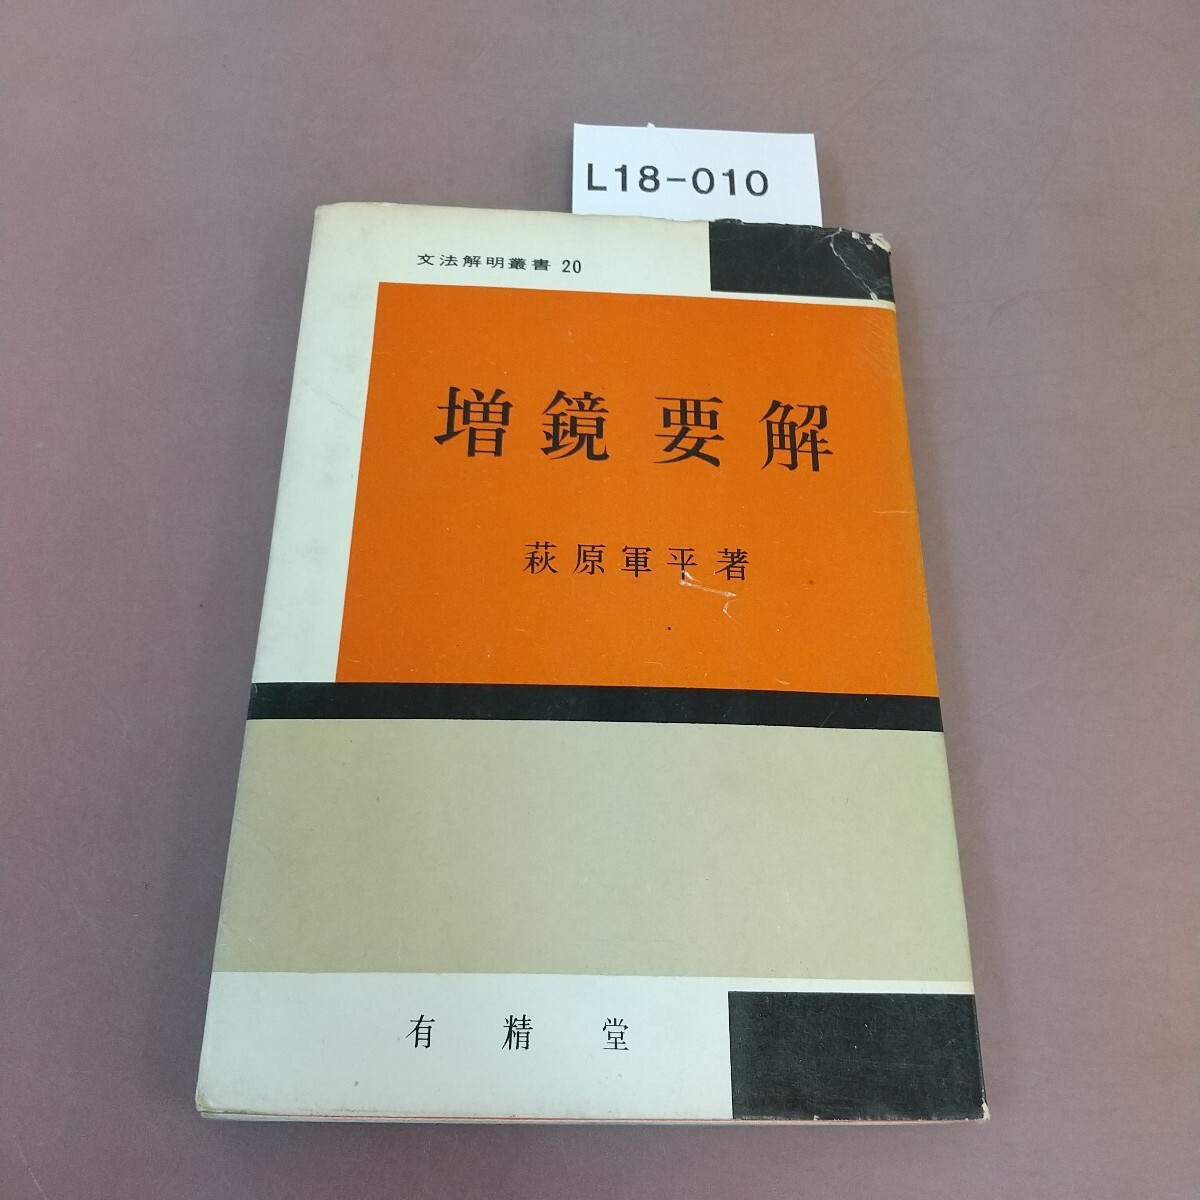 L18-010
文法解明叢書 20
増鏡要解
萩原軍平著
有精堂